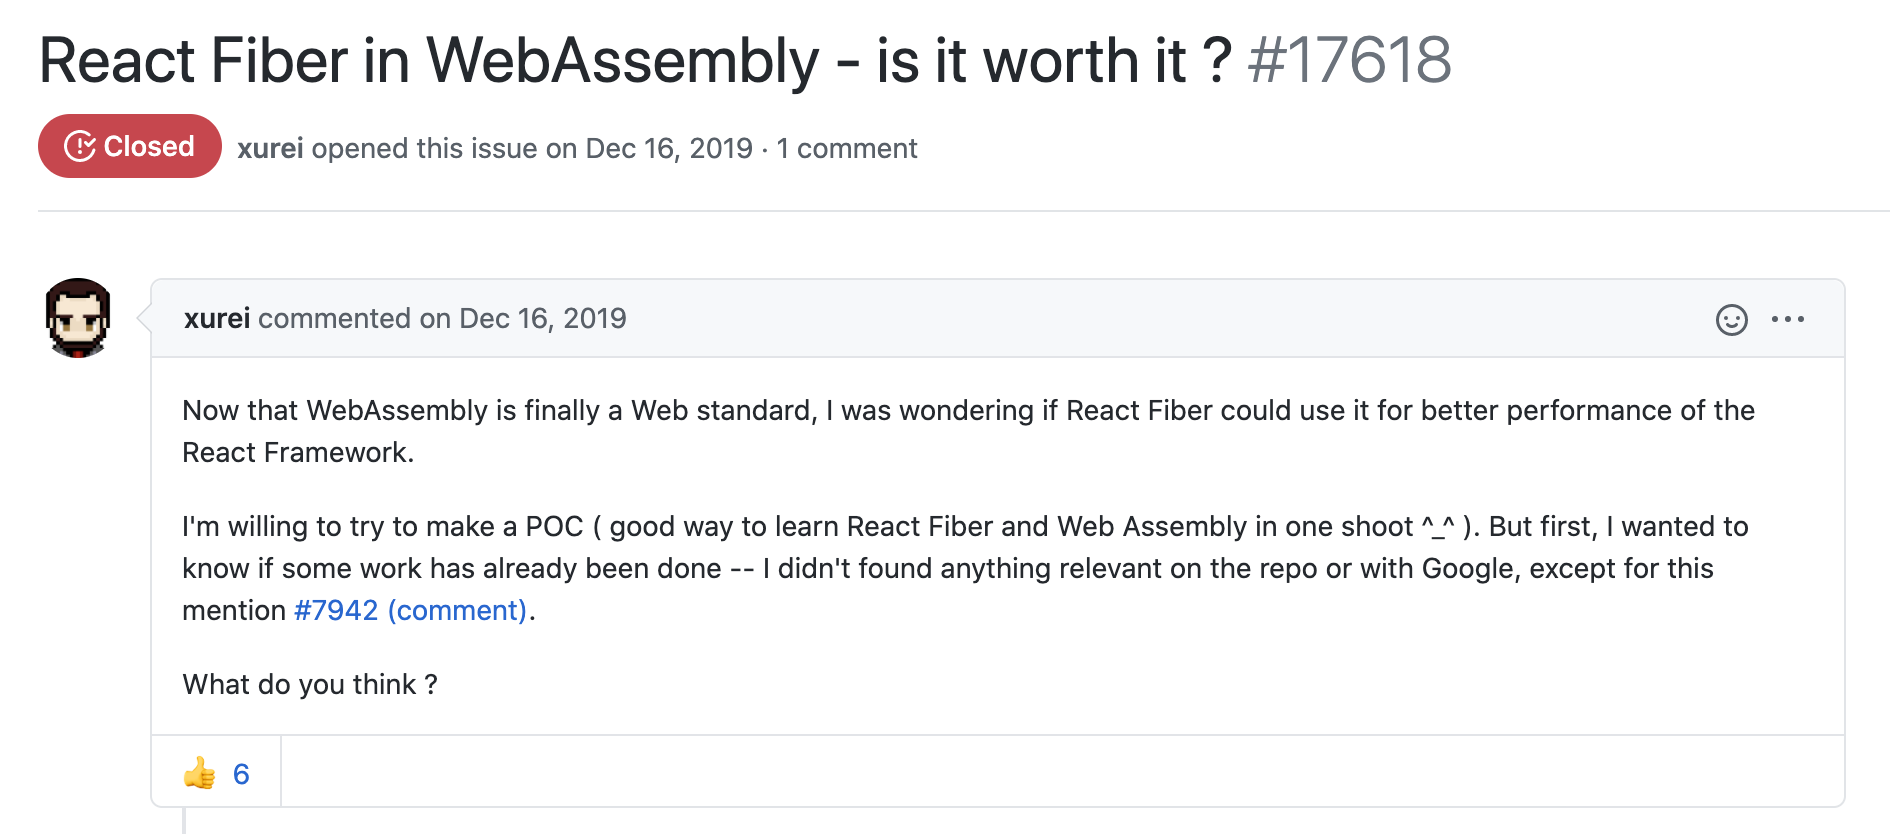 React Fiber in WebAssembly - is it worth it ? #17618
Closed xurei opened this issue on Dec 16, 2019 · 1 comment
xurei commented on Dec 16, 2019
Now that WebAssembly is finally a Web standard, I was wondering if React Fiber could use it for better performance of the
React Framework.
I'm willing to try to make a POC ( good way to learn React Fiber and Web Assembly in one shoot ^_^ ). But first, I wanted to
know if some work has already been done -- I didn't found anything relevant on the repo or with Google, except for this
mention #7942 (comment).
What do you think ?
👍 6